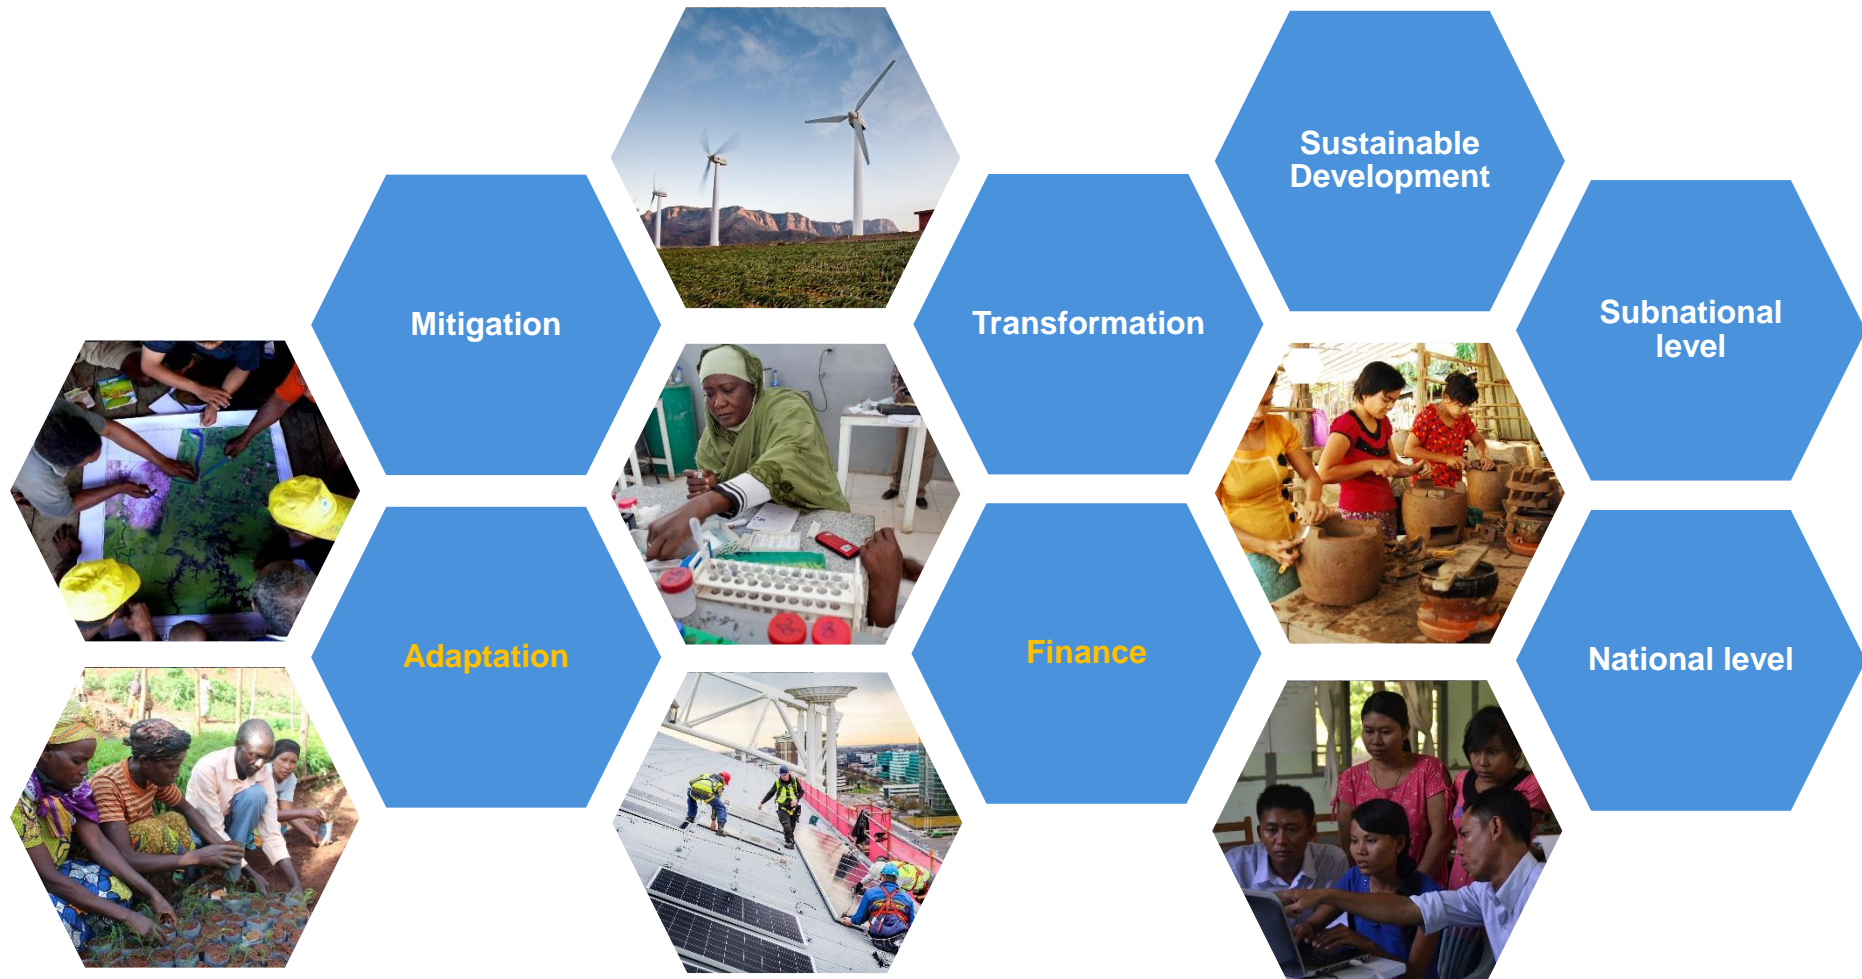 Sustainable
Development
Mitigation
Transformation
Subnational
level
Adaptation
Finance
National level